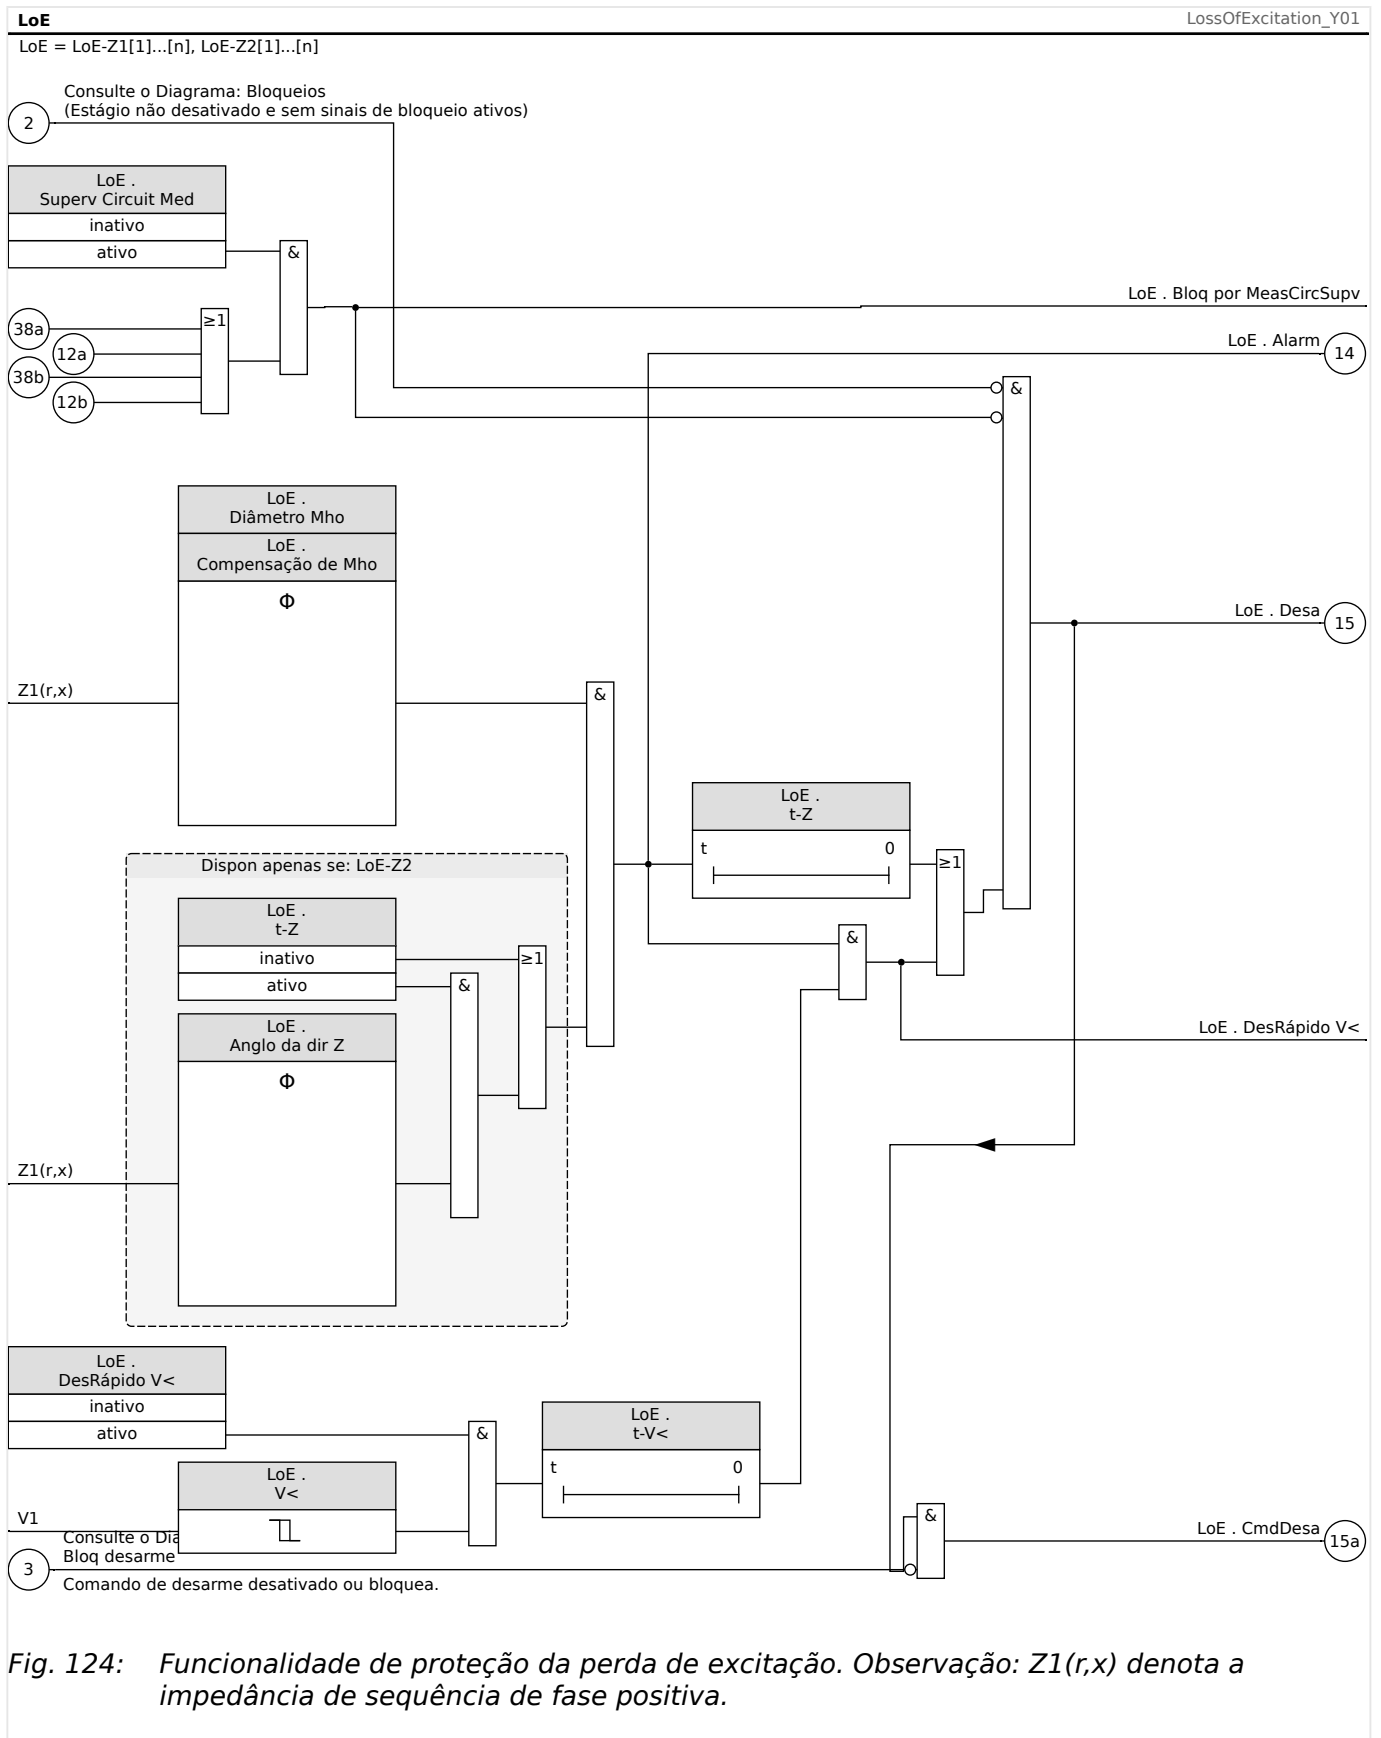 LoE
LossOfExcitation_Y01
LoE = LoE-Z1[1]...[n], LoE-Z2[1]...[n]
Consulte o Diagrama: Bloqueios
(Estágio não desativado e sem sinais de bloqueio ativos)
2
LoE .
Superv Circuit Med
inativo
ativo
&
LoE . Bloq por MeasCircSupv
38a
≥1
12a
38b
12b
LoE . Alarm
14
&
LoE .
Diâmetro Mho
LoE .
Compensação de Mho
Φ
LoE . Desa
15
Z1(r,x)
&
LoE .
t-Z
t
0
≥1
Dispon apenas se: LoE-Z2
LoE .
t-Z
inativo
ativo
&
≥1
&
LoE .
Anglo da dir Z
Φ
LoE . DesRápido V<
Z1(r,x)
LoE .
DesRápido V<
inativo
ativo
&
LoE .
t-V<
t
0
LoE .
V<
V1
Consulte o Dia
Bloq desarme
3
Comando de desarme desativado ou bloquea.
&
LoE . CmdDesa
15a
Fig. 124: Funcionalidade de proteção da perda de excitação. Observação: Z1(r,x) denota a
impedância de sequência de fase positiva.